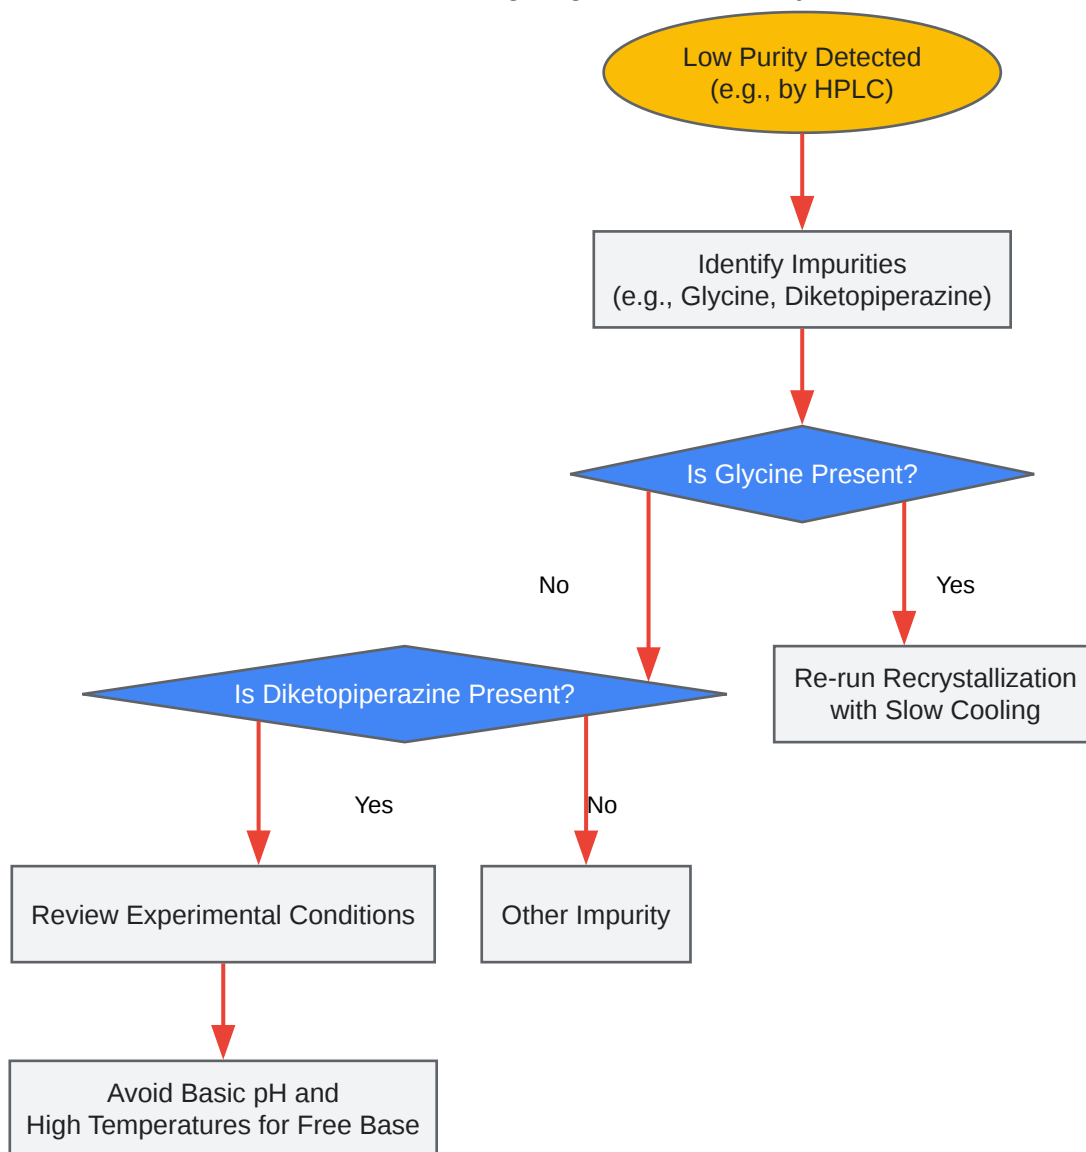 Low Purity Detected
(e.g., by HPLC)
Identify Impurities
(e.g., Glycine, Diketopiperazine)
Is Glycine Present?
No
Yes
Is Diketopiperazine Present?
Re-run Recrystallization
with Slow Cooling
Yes
No
Review Experimental Conditions
Other Impurity
Avoid Basic pH and
High Temperatures for Free Base